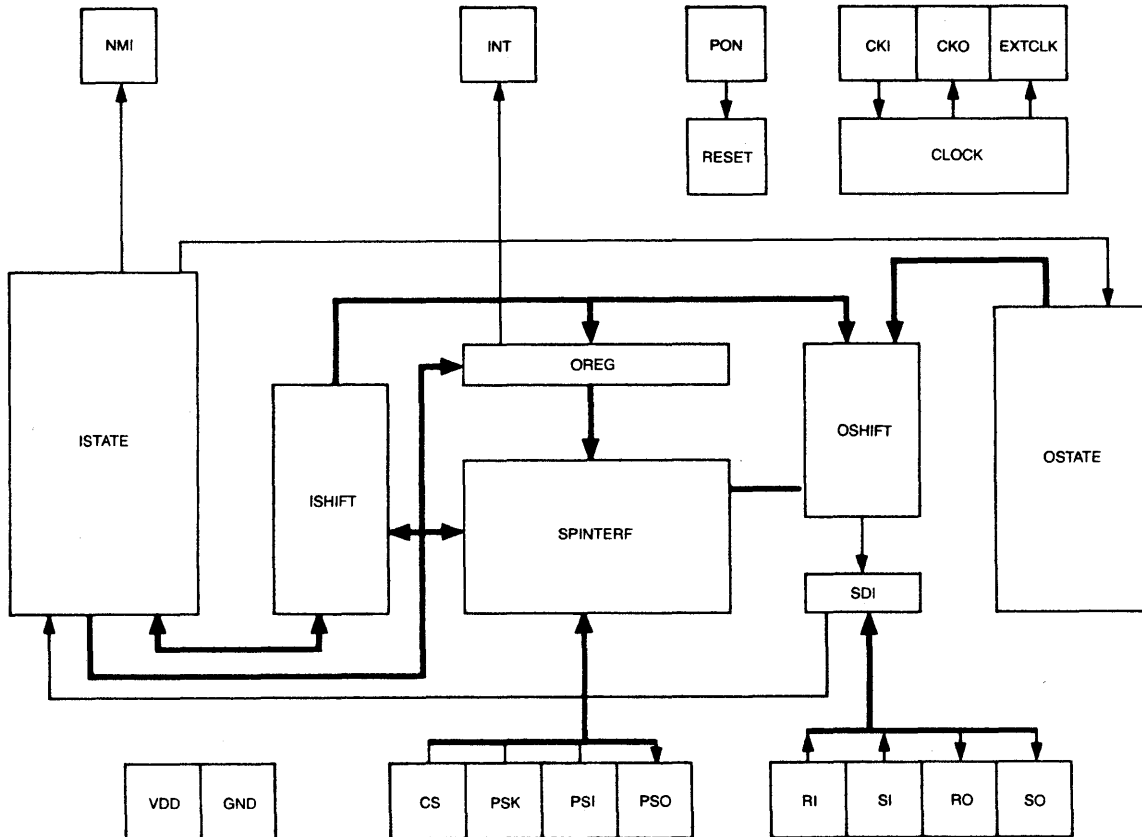 NMI
INT
PON
CKI
CKO
EXTCLK
RESET
CLOCK
ISTATE
ISHIFT
OREG
SPINTERF
OSHIFT
OSTATE
SDI
VDD
GND
CS
PSK
PSI
PSO
RI
SI
RO
SO